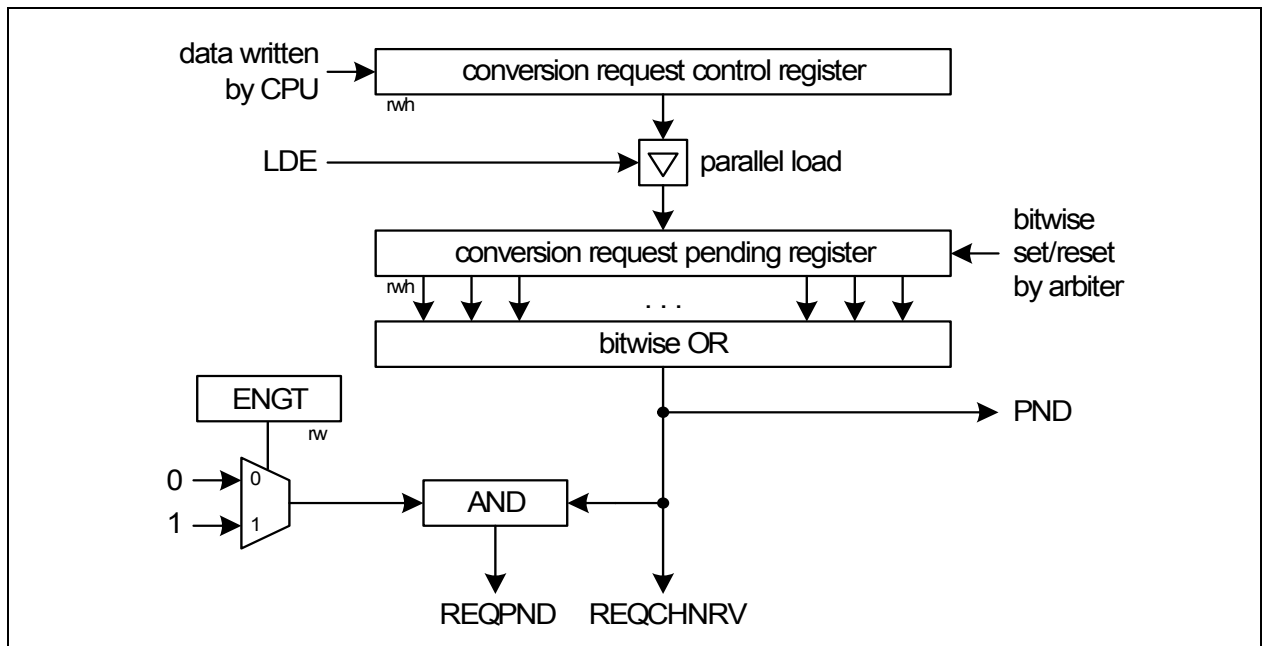 data written
by CPU
conversion request control register
rwh
LDE
parallel load
conversion request pending register
bitwise
set/reset
by arbiter
rwh
. . .
bitwise OR
ENGT
rw
PND
0
0
1
1
AND
REQPND
REQCHNRV